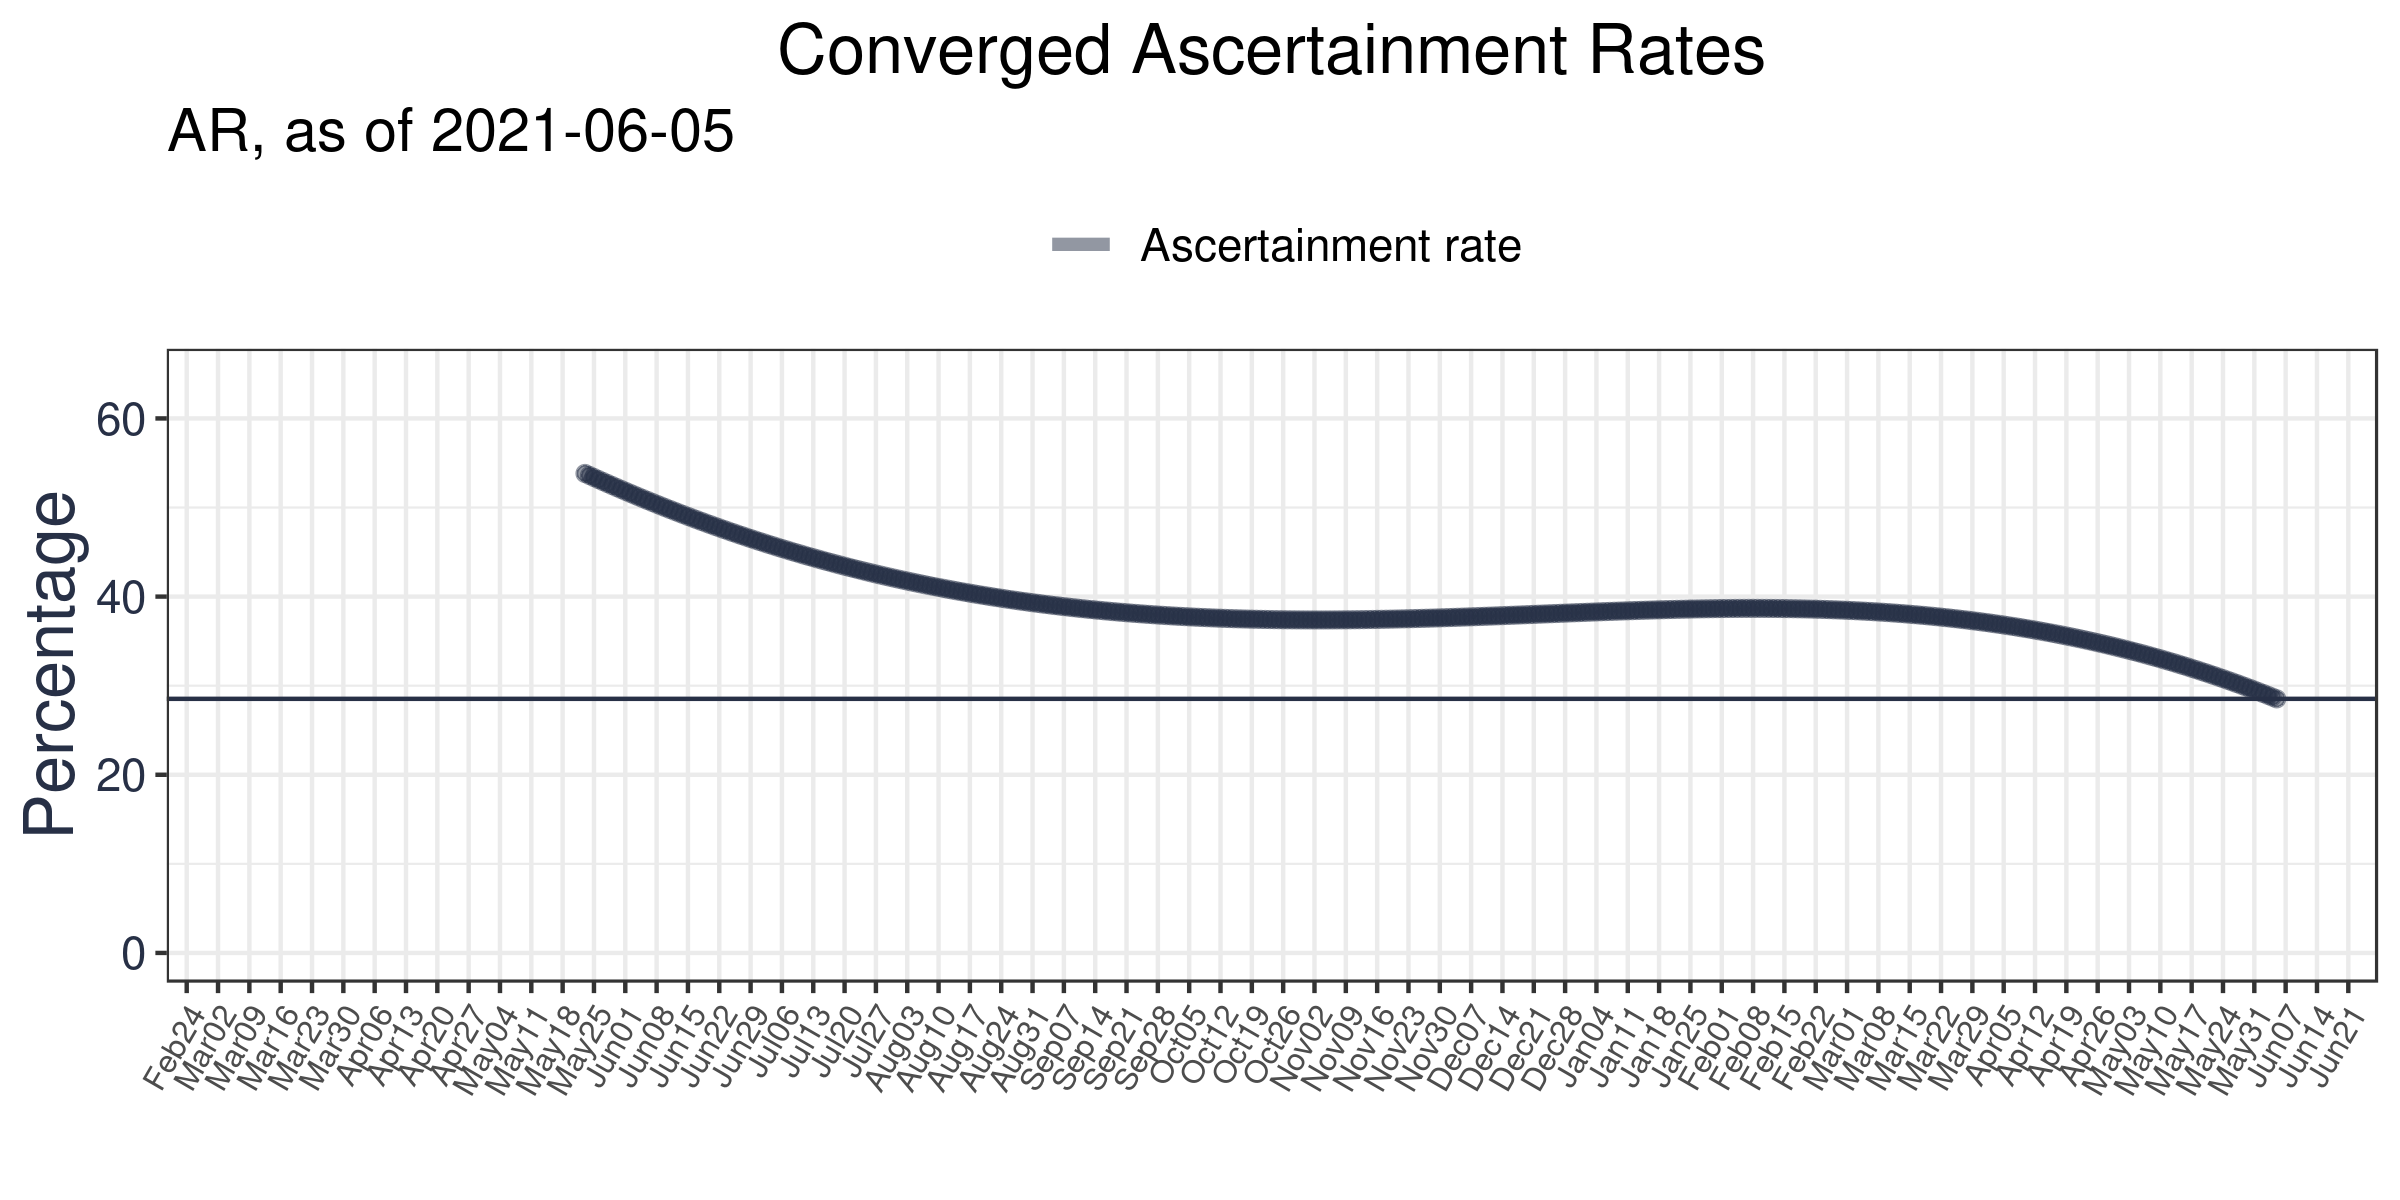 Converged Ascertainment Rates
AR, as of 2021-06-05
Ascertainment rate
Percentage
60
40
20
0
Feb24 Mar02 Mar09 Mar16 Mar23 Mar30 Apr06 Apr13 Apr20 Apr27 May04 May11 May18 May25 Jun01 Jun08 Jun15 Jun22 Jun29 Jul06 Jul13 Jul20 Jul27 Aug03 Aug10 Aug17 Aug24 Aug31 Sep07 Sep14 Sep21 Sep28 Oct05 Oct12 Oct19 Oct26 Nov02 Nov09 Nov16 Nov23 Nov30 Dec07 Dec14 Dec21 Dec28 Jan04 Jan11 Jan18 Jan25 Feb01 Feb08 Feb15 Feb22 Mar01 Mar08 Mar15 Mar22 Mar29 Apr05 Apr12 Apr19 Apr26 May03 May10 May17 May24 May31 Jun07 Jun14 Jun21